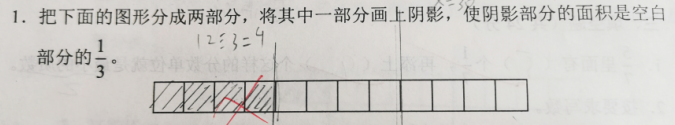 1. 把下面的图形分成两部分，将其中一部分画上阴影，使阴影部分的面积是空白
12÷3=4
部分的1/3。